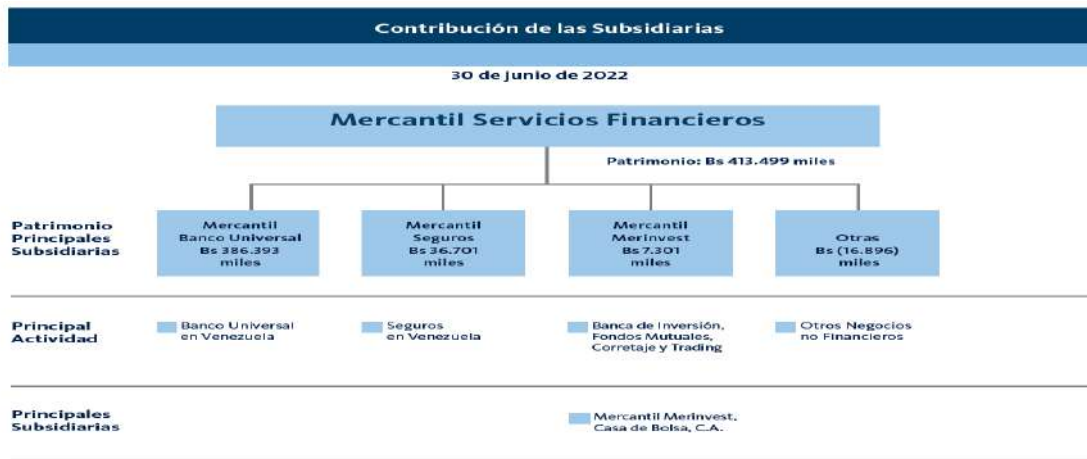 Contribución de las Subsidiarias
30 de junio de 2022
Mercantil Servicios Financieros
Patrimonio: Bs 413.499 miles
Patrimonio
Principales
Subsidiarias
Mercantil
Banco Universal
Bs 386.393
miles
Mercantil
Seguros
Bs 36.701
miles
Mercantil
Merinvest
Bs 7.301
miles
Otras
Bs (16.896)
miles
Principal
Actividad
Banco Universal
en Venezuela
Seguros
en Venezuela
Banca de Inversión,
Fondos Mutuales,
Corretaje y Trading
Otros Negocios
no Financieros
Principales
Subsidiarias
Mercantil Merinvest,
Casa de Bolsa, C.A.